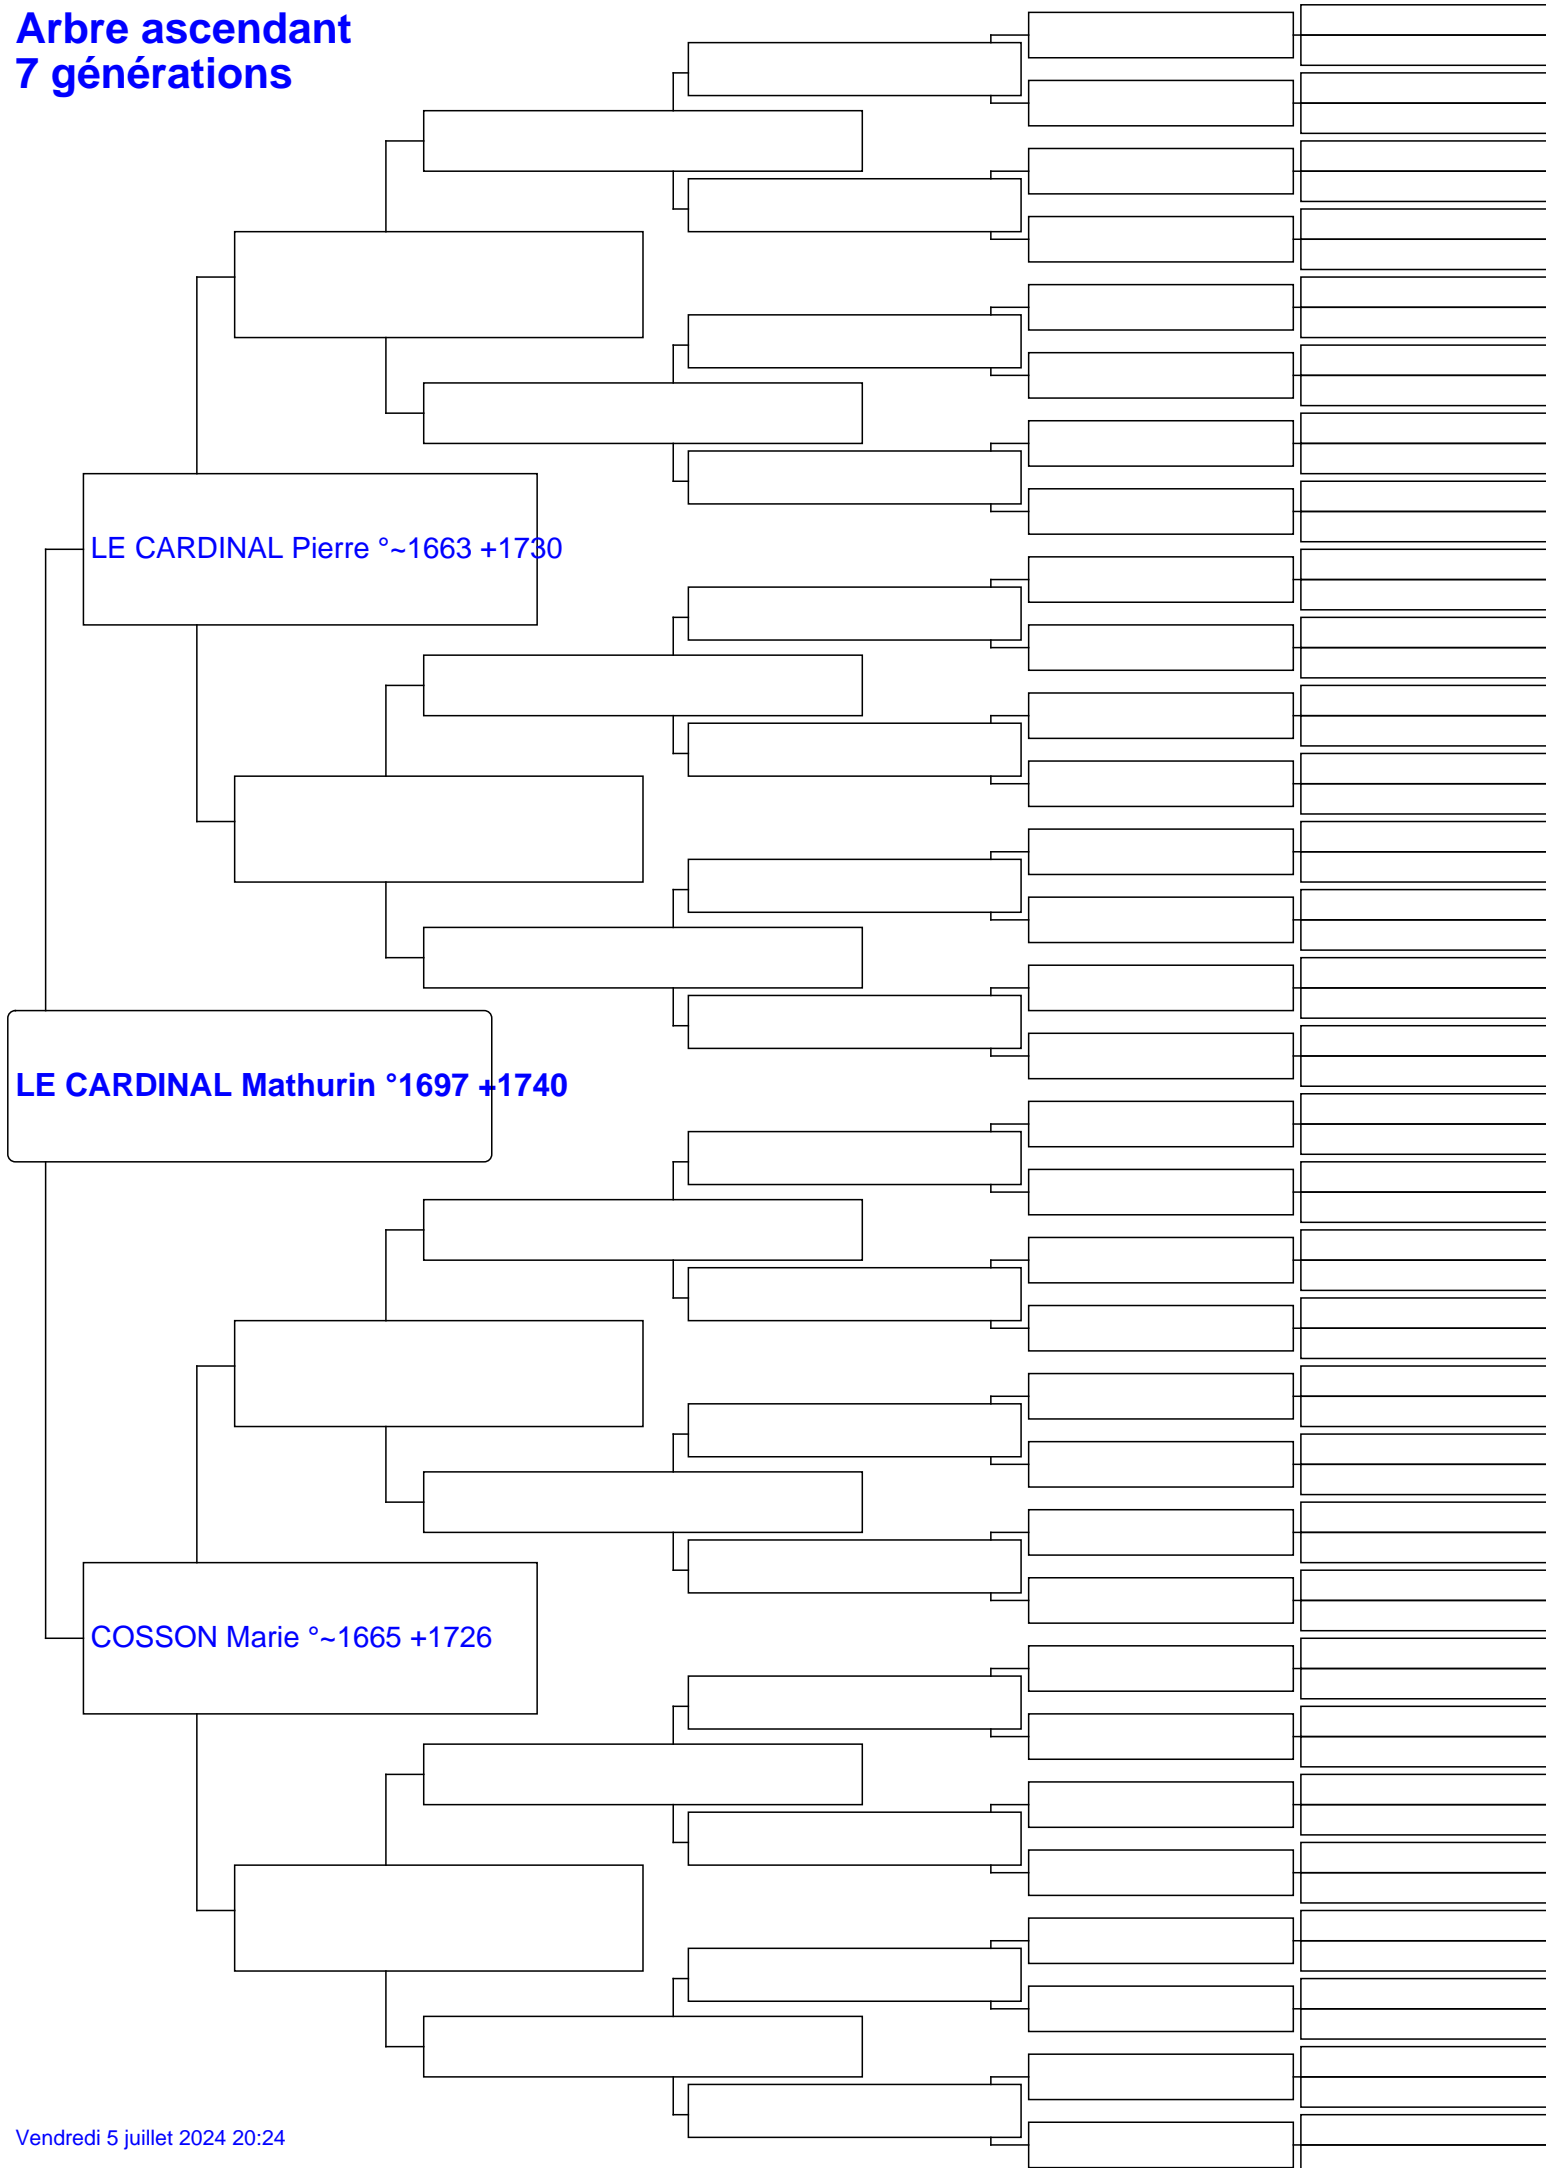 Arbre ascendant
7 générations
LE CARDINAL Pierre °~1663 +1730
LE CARDINAL Mathurin °1697 +1740
COSSON Marie °~1665 +1726
Vendredi 5 juillet 2024 20:24